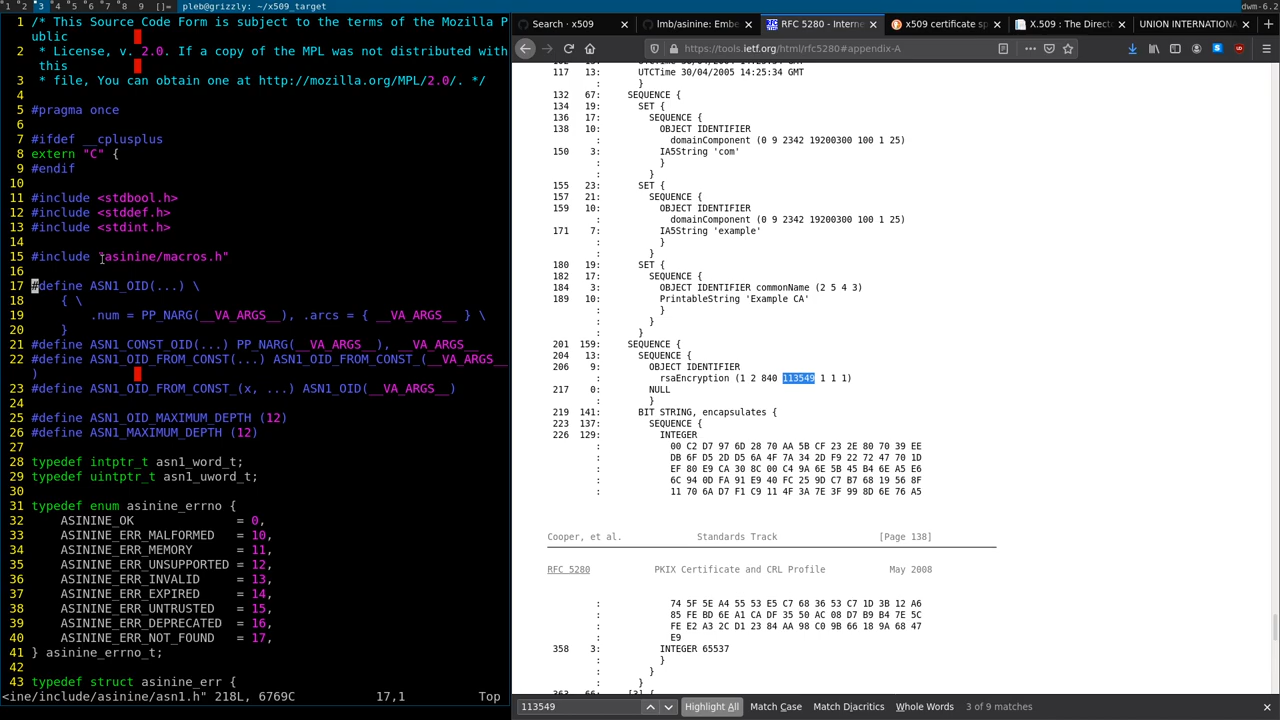 1 2 3 4 5 6 7 8 9 []= pleb@grizzly: ~/x509_target
dwm-6.2
1 /* This Source Code Form is subject to the terms of the Mozilla P
ublic
2 * License, v. 2.0. If a copy of the MPL was not distributed with
this
3 * file, You can obtain one at http://mozilla.org/MPL/2.0/. */
4
5 #pragma once
6
7 #ifdef __cplusplus
8 extern "C" {
9 #endif
10
11 #include <stdbool.h>
12 #include <stddef.h>
13 #include <stdint.h>
14
15 #include "asinine/macros.h"
16
17 #define ASN1_OID(...) \
18 { \
19 .num = PP_NARG(__VA_ARGS__), .arcs = { __VA_ARGS__ } \
20 }
21 #define ASN1_CONST_OID(...) PP_NARG(__VA_ARGS__), __VA_ARGS__
22 #define ASN1_OID_FROM_CONST(...) ASN1_OID_FROM_CONST_(__VA_ARGS__
)
23 #define ASN1_OID_FROM_CONST_(x, ...) ASN1_OID(__VA_ARGS__)
24
25 #define ASN1_OID_MAXIMUM_DEPTH (12)
26 #define ASN1_MAXIMUM_DEPTH (12)
27
28 typedef intptr_t asn1_word_t;
29 typedef uintptr_t asn1_uword_t;
30
31 typedef enum asinine_errno {
32 ASININE_OK = 0,
33 ASININE_ERR_MALFORMED = 10,
34 ASININE_ERR_MEMORY = 11,
35 ASININE_ERR_UNSUPPORTED = 12,
36 ASININE_ERR_INVALID = 13,
37 ASININE_ERR_EXPIRED = 14,
38 ASININE_ERR_UNTRUSTED = 15,
39 ASININE_ERR_DEPRECATED = 16,
40 ASININE_ERR_NOT_FOUND = 17,
41 } asinine_errno_t;
42
43 typedef struct asinine_err {
<ine/include/asinine/asn1.h" 218L, 6769C 17,1 Top
Search · x509
lmb/asinine: Embe
RFC 5280 - Interne
x509 certificate sp
X.509 : The Direct
UNION INTERNATIONA
https://tools.ietf.org/html/rfc5280#appendix-A
117 13: UTCTime 30/04/2005 14:25:34 GMT
: }
132 67: SEQUENCE {
134 19: SET {
136 17: SEQUENCE {
138 10: OBJECT IDENTIFIER
: domainComponent (0 9 2342 19200300 100 1 25)
150 3: IA5String 'com'
: }
: }
155 23: SET {
157 21: SEQUENCE {
159 10: OBJECT IDENTIFIER
: domainComponent (0 9 2342 19200300 100 1 25)
171 7: IA5String 'example'
: }
: }
180 19: SET {
182 17: SEQUENCE {
184 3: OBJECT IDENTIFIER commonName (2 5 4 3)
189 10: PrintableString 'Example CA'
: }
: }
: }
201 159: SEQUENCE {
204 13: SEQUENCE {
206 9: OBJECT IDENTIFIER
: rsaEncryption (1 2 840 113549 1 1 1)
217 0: NULL
: }
219 141: BIT STRING, encapsulates {
223 137: SEQUENCE {
226 129: INTEGER
: 00 C2 D7 97 6D 28 70 AA 5B CF 23 2E 80 70 39 EE
: DB 6F D5 2D D5 6A 4F 7A 34 2D F9 22 72 47 70 1D
: EF 80 E9 CA 30 8C 00 C4 9A 6E 5B 45 B4 6E A5 E6
: 6C 94 0D FA 91 E9 40 FC 25 9D C7 B7 68 19 56 8F
: 11 70 6A D7 F1 C9 11 4F 3A 7E 3F 99 8D 6E 76 A5
Cooper, et al. Standards Track [Page 138]
RFC 5280 PKIX Certificate and CRL Profile May 2008
: 74 5F 5E A4 55 53 E5 C7 68 36 53 C7 1D 3B 12 A6
: 85 FE BD 6E A1 CA DF 35 50 AC 08 D7 B9 B4 7E 5C
: FE E2 A3 2C D1 23 84 AA 98 C0 9B 66 18 9A 68 47
: E9
358 3: INTEGER 65537
: }
: }
: }
113549 Highlight All Match Case Match Diacritics Whole Words 3 of 9 matches